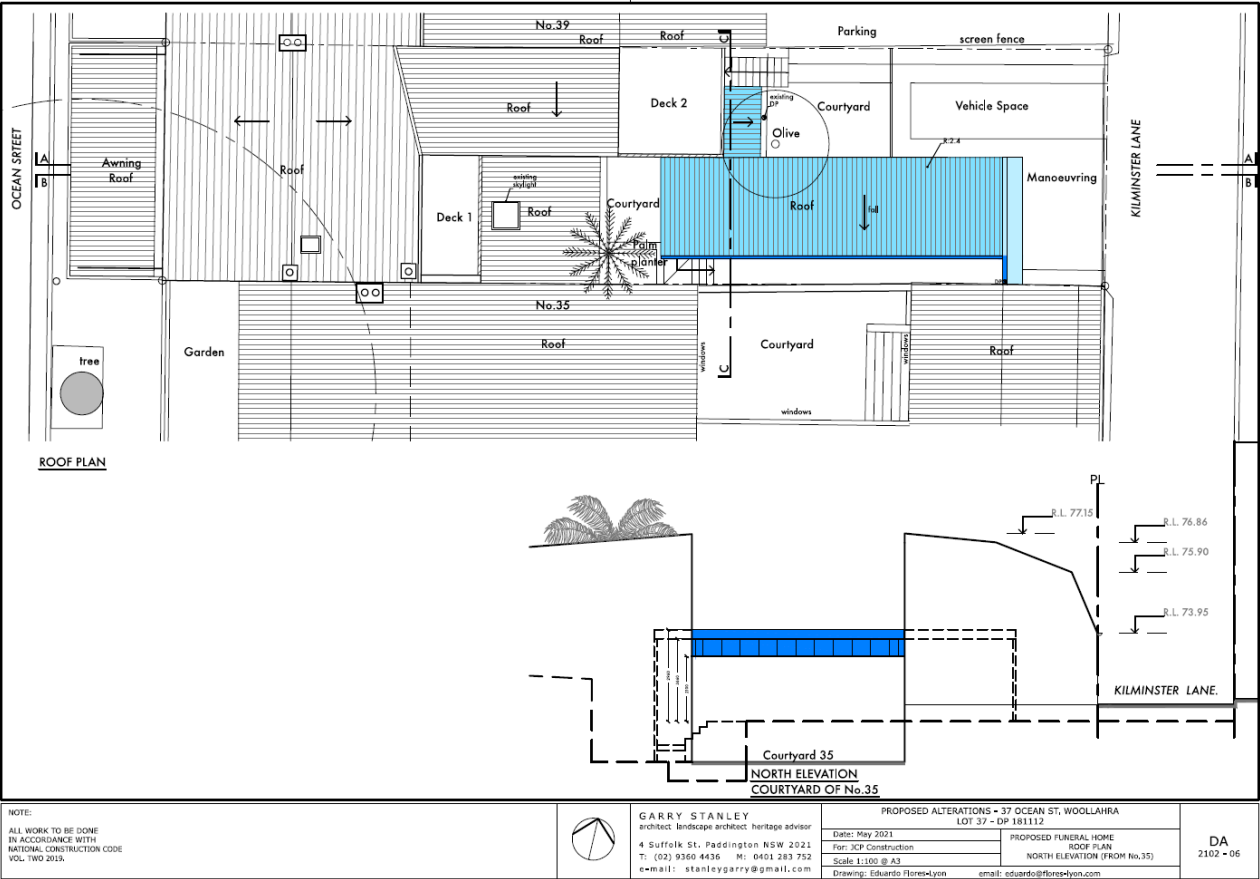 No.39
Roof
Roof
C
Parking
screen fence
existing
DP
Roof
Deck 2
Courtyard
Vehicle Space
Olive
R.2.4
OCEAN SRTEET
A
B
Awning
Roof
Roof
existing
skylight
Deck 1
Roof
Courtyard
Roof
fall
Manoeuvring
KILMINSTER LANE
A
B
Palm
planter
No.35
Garden
Roof
windows
C
Courtyard
windows
Roof
tree
windows
ROOF PLAN
PL
R.L. 77.15
R.L. 76.86
R.L. 75.90
R.L. 73.95
KILMINSTER LANE.
Courtyard 35
NORTH ELEVATION
COURTYARD OF No.35
NOTE:
ALL WORK TO BE DONE
IN ACCORDANCE WITH
NATIONAL CONSTRUCTION CODE
VOL. TWO 2019.
GARRY STANLEY
architect landscape architect heritage advisor
4 Suffolk St. Paddington NSW 2021
T: (02) 9360 4436 M: 0401 283 752
e-mail: stanleygarry@gmail.com
PROPOSED ALTERATIONS - 37 OCEAN ST, WOOLLAHRA
LOT 37 - DP 181112
Date: May 2021
For: JCP Construction
Scale 1:100 @ A3
Drawing: Eduardo Flores-Lyon email: eduardo@flores-lyon.com
PROPOSED FUNERAL HOME
ROOF PLAN
NORTH ELEVATION (FROM No,35)
DA
2102 - 06